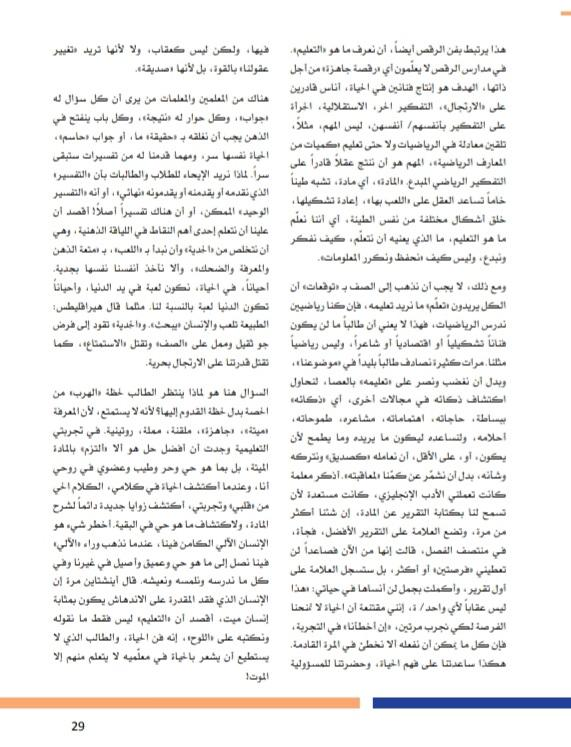 هذا يرتبط بفن الرقص أيضاً، أن نعرف ما هو «التعليم».
في مدارس الرقص لا يعلّمون أي «رقصة جاهزة» من أجل
ذاتها، الهدف هو إنتاج فنانين في الحياة، أناس قادرين
على «الارتجال»، التفكير الحر، الاستقلالية، الجرأة
على التفكير بأنفسهم/ أنفسهن، ليس المهم، مثلاً،
تلقين معادلة في الرياضيات ولا حتى تعليم «كميات من
المعارف الرياضية»، المهم هو أن ننتج عقلاً قادراً على
التفكير الرياضي المبدع. «المادة»، أي مادة، تشبه طيناً
خاماً تساعد العقل على «اللعب بها»، إعادة تشكيلها،
خلق أشكال مختلفة من نفس الطينة، أي أننا نعلّم
ما هو التعليم، ما الذي يعنيه أن نتعلّم، كيف نفكر
ونبدع، وليس كيف «نحفظ ونكرر المعلومات».
ومع ذلك، لا يجب أن نذهب إلى الصف بـ «توقعات» أن
الكل يريدون «تعلّم» ما نريد تعليمه، فإن كنا رياضيين
ندرس الرياضيات، فهذا لا يعني أن طالباً ما لن يكون
فناناً تشكيلياً أو اقتصادياً أو شاعراً، وليس رياضياً
مثلنا. مرات كثيرة نصادف طالباً بليداً في «موضوعنا»،
وبدل أن نغضب ونصر على «تعليمه» بالعصا، لنحاول
اكتشاف ذكائه في مجالات أخرى، أي «ذكائه»
ببساطة، حاجاته، اهتماماته، مشاعره، طموحاته،
أحلامه، ولنساعده ليكون ما يريده وما يطمح لأن
يكون، أو، على الأقل، أن نعامله «كصديق» ونتركه
وشأنه، بدل أن نشمّر عن كمّنا «لمعاقبته». أذكر معلمة
كانت تعلمني الأدب الإنجليزي، كانت مستعدة لأن
تسمح لنا بكتابة التقرير عن المادة، إن شئنا أكثر
من مرة، وتضع العلامة على التقرير الأفضل، فجأة،
في منتصف الفصل، قالت إنها من الآن فصاعداً لن
تعطيني «فرصتين» أو أكثر، بل ستسجل العلامة على
أول تقرير، وأكملت بجمل لن أنساها في حياتي: «هذا
ليس عقاباً لأي واحد/ ة، إنني مقتنعة أن الحياة لا تمنحنا
الفرصة لكي نجرب مرتين، «إن أخطأنا» في التجربة،
فإن كل ما يمكن أن نفعله ألا نخطئ في المرة القادمة.
هكذا ساعدتنا على فهم الحياة، وحضرتنا للمسؤولية
فيها، ولكن ليس كعقاب، ولا لأنها تريد «تغيير
عقولنا» بالقوة، بل لأنها «صديقة».
هناك من المعلمين والمعلمات من يرى أن كل سؤال له
«جواب»، وكل حوار له «نتيجة»، وكل باب ينفتح في
الذهن يجب أن نغلقه بـ «حقيقة» ما، أو جواب «حاسم»،
الحياة نفسها سر، ومهما قدمنا له من تفسيرات ستبقى
سراً. لماذا نريد الإيحاء للطلاب والطالبات بأن «التفسير»
الذي نقدمه أو يقدمته أو يقدمونه «نهائي»، أو أنه «التفسير
الوحيد» الممكن، أو أن هناك تفسيراً أصلاً! أقصد أن
علينا أن نتعلم إحدى أهم النقاط في اللياقة الذهنية، وهي
أن نتخلص من «الجدية» وأن نبدأ بـ «اللعب»، بـ «متعة الذهن
والمعرفة والضحك»، وألا نأخذ أنفسنا نفسها بجدية.
أحياناً، في الحياة، نكون لعبة في يد الدنيا، وأحياناً
تكون الدنيا لعبة بالنسبة لنا. مثلما قال هيراقليطس:
الطبيعة تلعب والإنسان «يبحث». و«الجدية» تقود إلى فرض
جو ثقيل وممل على «الصف» وتقتل «الاستمتاع»، كما
تقتل قدرتنا على الارتجال بحرية.
السؤال هنا هو لماذا ينتظر الطالب لحظة «الهرب» من
الحصة بدل لحظة القدوم إليها؟ لأنه لا يستمتع، لأن المعرفة
«ميتة»، «جاهزة»، ملقنة، مملة، روتينية. في تجربتي
التعليمية وجدت أن أفضل حل هو ألا «ألتزم» بالمادة
الميتة، بل بما هو حي وحر وطيب وعضوي في روحي
أنا، وعندما أكتشف الحياة في كلامي، الكلام الحي
من «قلبي» وتجربتي، أكتشف زوايا جديدة دائماً لشرح
المادة، ولاكتشاف ما هو حي في البقية. أخطر شيء هو
الإنسان الآلي الكامن فينا، عندما نذهب وراء «الآلي»
فينا نصل إلى ما هو حي وعميق وأصيل في غيرنا وفي
كل ما ندرسه ونلمسه ونعيشه. قال أينشتاين مرة إن
الإنسان الذي فقد المقدرة على الاندهاش يكون بمثابة
إنسان ميت، أقصد أن «التعليم» ليس فقط ما نقوله
ونكتبه على «اللوح»، إنه فن الحياة، والطالب الذي لا
يستطيع أن يشعر بالحياة في معلّميه لا يتعلم منهم إلا
الموت!
29